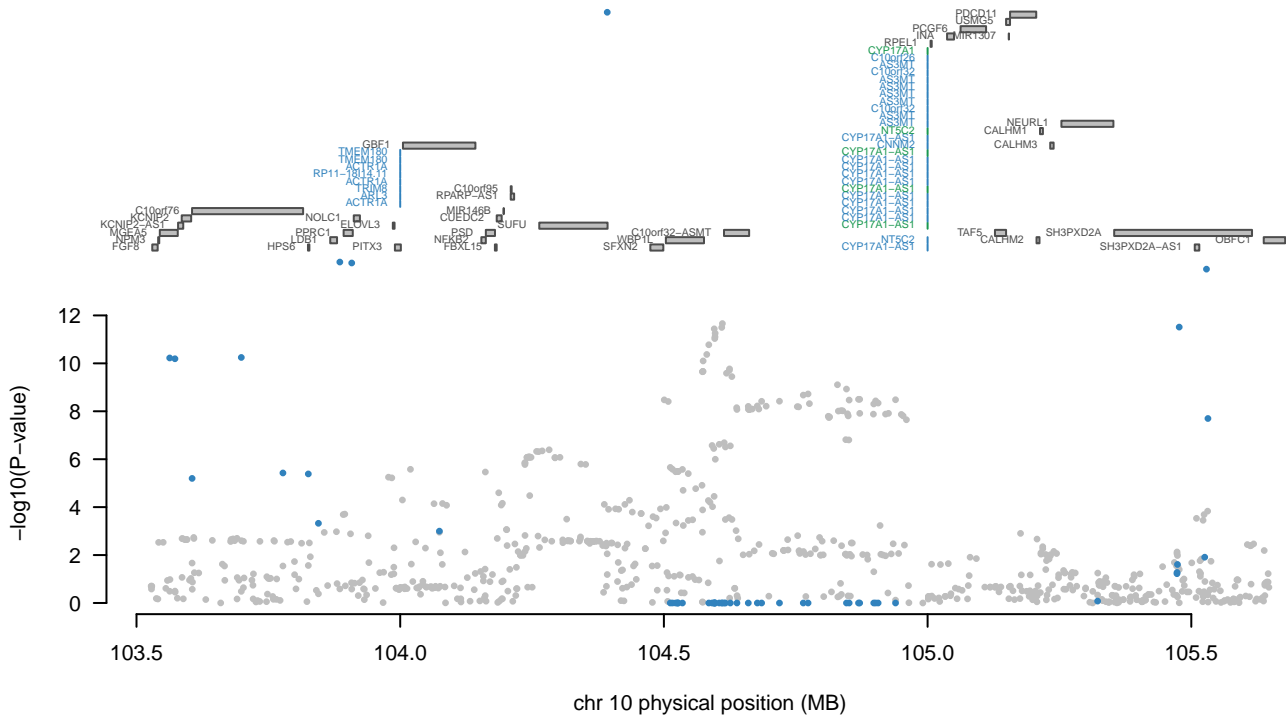 PDCD11
USMG5
PCGF6
INA MIR1307
RPEL1
CYP17A1
C10orf26
AS3MT
C10orf32
AS3MT
AS3MT
AS3MT
AS3MT
C10orf32
AS3MT
AS3MT
NEURL1
NT5C2
CALHM1
CYP17A1−AS1
GBF1
CNNM2
CALHM3
TMEM180
CYP17A1−AS1
TMEM180
CYP17A1−AS1
ACTR1A
CYP17A1−AS1
RP11−18I14.11
CYP17A1−AS1
ACTR1A
CYP17A1−AS1
TRIM8
C10orf95
CYP17A1−AS1
ARL3
RPARP−AS1
CYP17A1−AS1
ACTR1A
CYP17A1−AS1
C10orf76
MIR146B
CYP17A1−AS1
KCNIP2
NOLC1
CUEDC2
CYP17A1−AS1
KCNIP2−AS1
ELOVL3
SUFU
CYP17A1−AS1
MGEA5
PPRC1
PSD
C10orf32−ASMT
TAF5
SH3PXD2A
NPM3
LDB1
NFKB2
WBP1L
NT5C2
CALHM2
OBFC1
FGF8
HPS6
PITX3
FBXL15
SFXN2
CYP17A1−AS1
SH3PXD2A−AS1
12
10
8
6
4
2
0
−log10(P−value)
103.5 104.0 104.5 105.0 105.5
chr 10 physical position (MB)